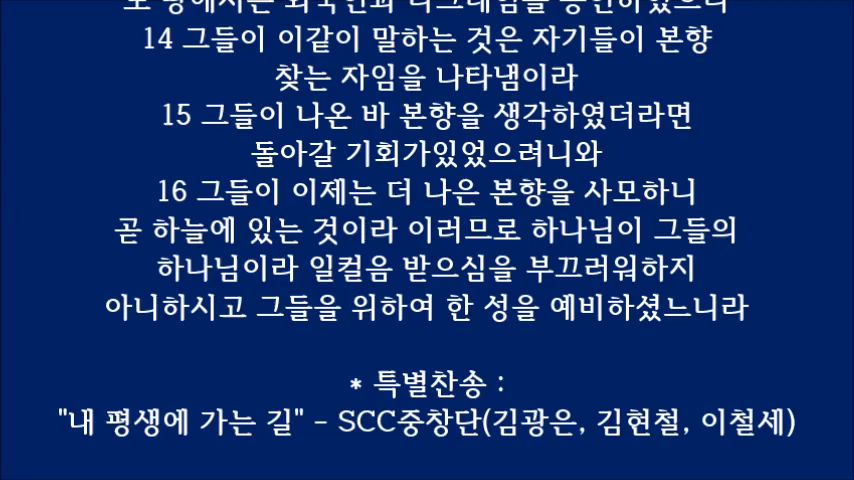 14 그들이 이같이 말하는 것은 자기들이 본향
찾는 자임을 나타냄이라
15 그들이 나온 바 본향을 생각하였더라면
돌아갈 기회가있었으려니와
16 그들이 이제는 더 나은 본향을 사모하니
곧 하늘에 있는 것이라 이러므로 하나님이 그들의
하나님이라 일컬음 받으심을 부끄러워하지
아니하시고 그들을 위하여 한 성을 예비하셨느니라
* 특별찬송 :
"내 평생에 가는 길" - SCC중창단(김광은, 김현철, 이철세)